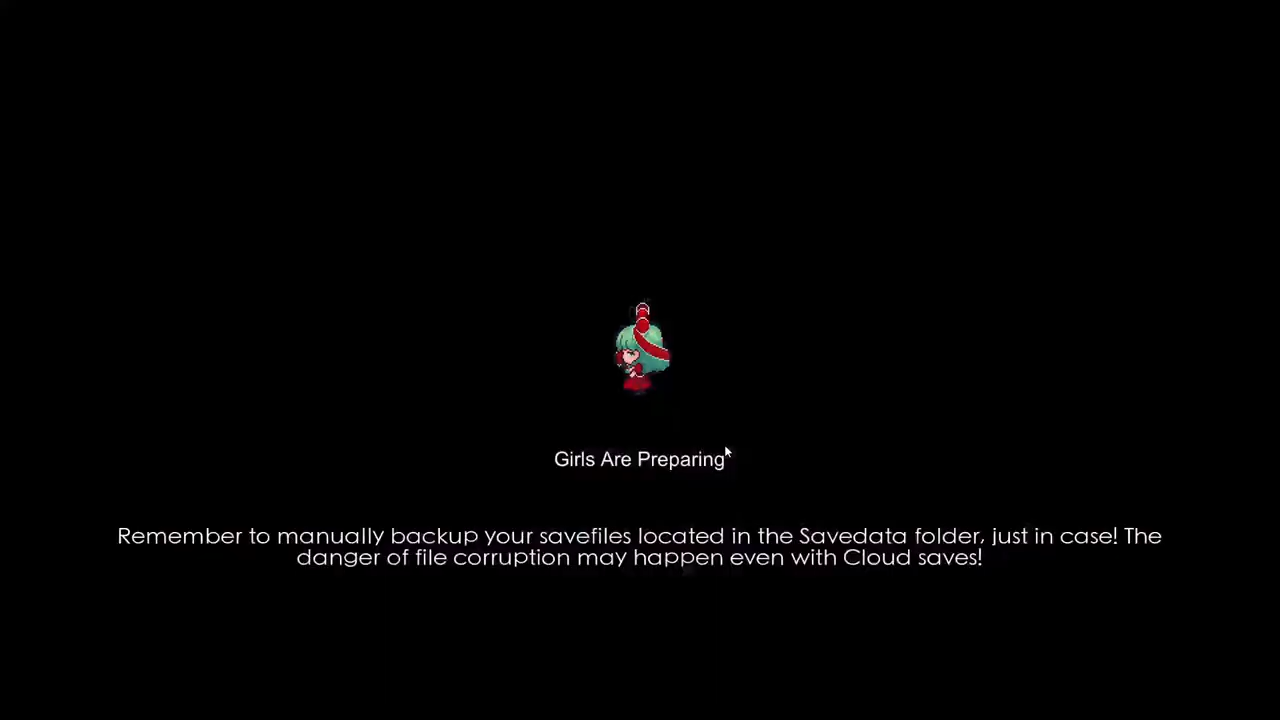 Girls Are Preparing
Remember to manually backup your savefiles located in the Savedata folder, just in case! The
danger of file corruption may happen even with Cloud saves!